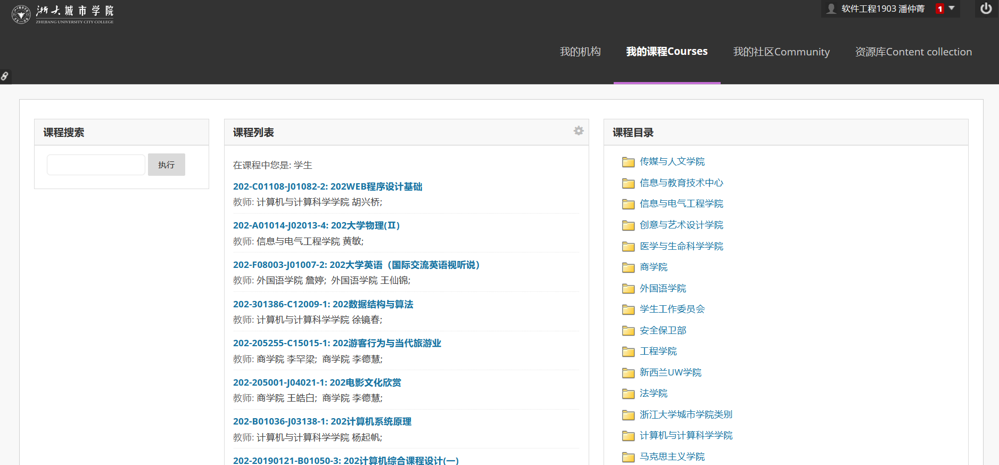 浙大城市学院
ZHEJIANG UNIVERSITY CITY COLLEGE
软件工程1903 潘仲菁 1
我的机构 我的课程Courses 我的社区Community 资源库Content collection
课程搜索
执行
课程列表
在课程中您是: 学生
202-C01108-J01082-2: 202WEB程序设计基础
教师: 计算机与计算科学学院 胡兴桥;
202-A01014-J02013-4: 202大学物理(Ⅱ)
教师: 信息与电气工程学院 黄敏;
202-F08003-J01007-2: 202大学英语（国际交流英语视听说）
教师: 外国语学院 詹婷; 外国语学院 王仙锦;
202-301386-C12009-1: 202数据结构与算法
教师: 计算机与计算科学学院 徐镜春;
202-205255-C15015-1: 202游客行为与当代旅游业
教师: 商学院 李罕梁; 商学院 李德慧;
202-205001-J04021-1: 202电影文化欣赏
教师: 商学院 王皓白; 商学院 李德慧;
202-B01036-J03138-1: 202计算机系统原理
教师: 计算机与计算科学学院 杨起帆;
202-20190121-B01050-3: 202计算机综合课程设计(一)
课程目录
传媒与人文学院
信息与教育技术中心
信息与电气工程学院
创意与艺术设计学院
医学与生命科学学院
商学院
外国语学院
学生工作委员会
安全保卫部
工程学院
新西兰UW学院
法学院
浙江大学城市学院类别
计算机与计算科学学院
马克思主义学院